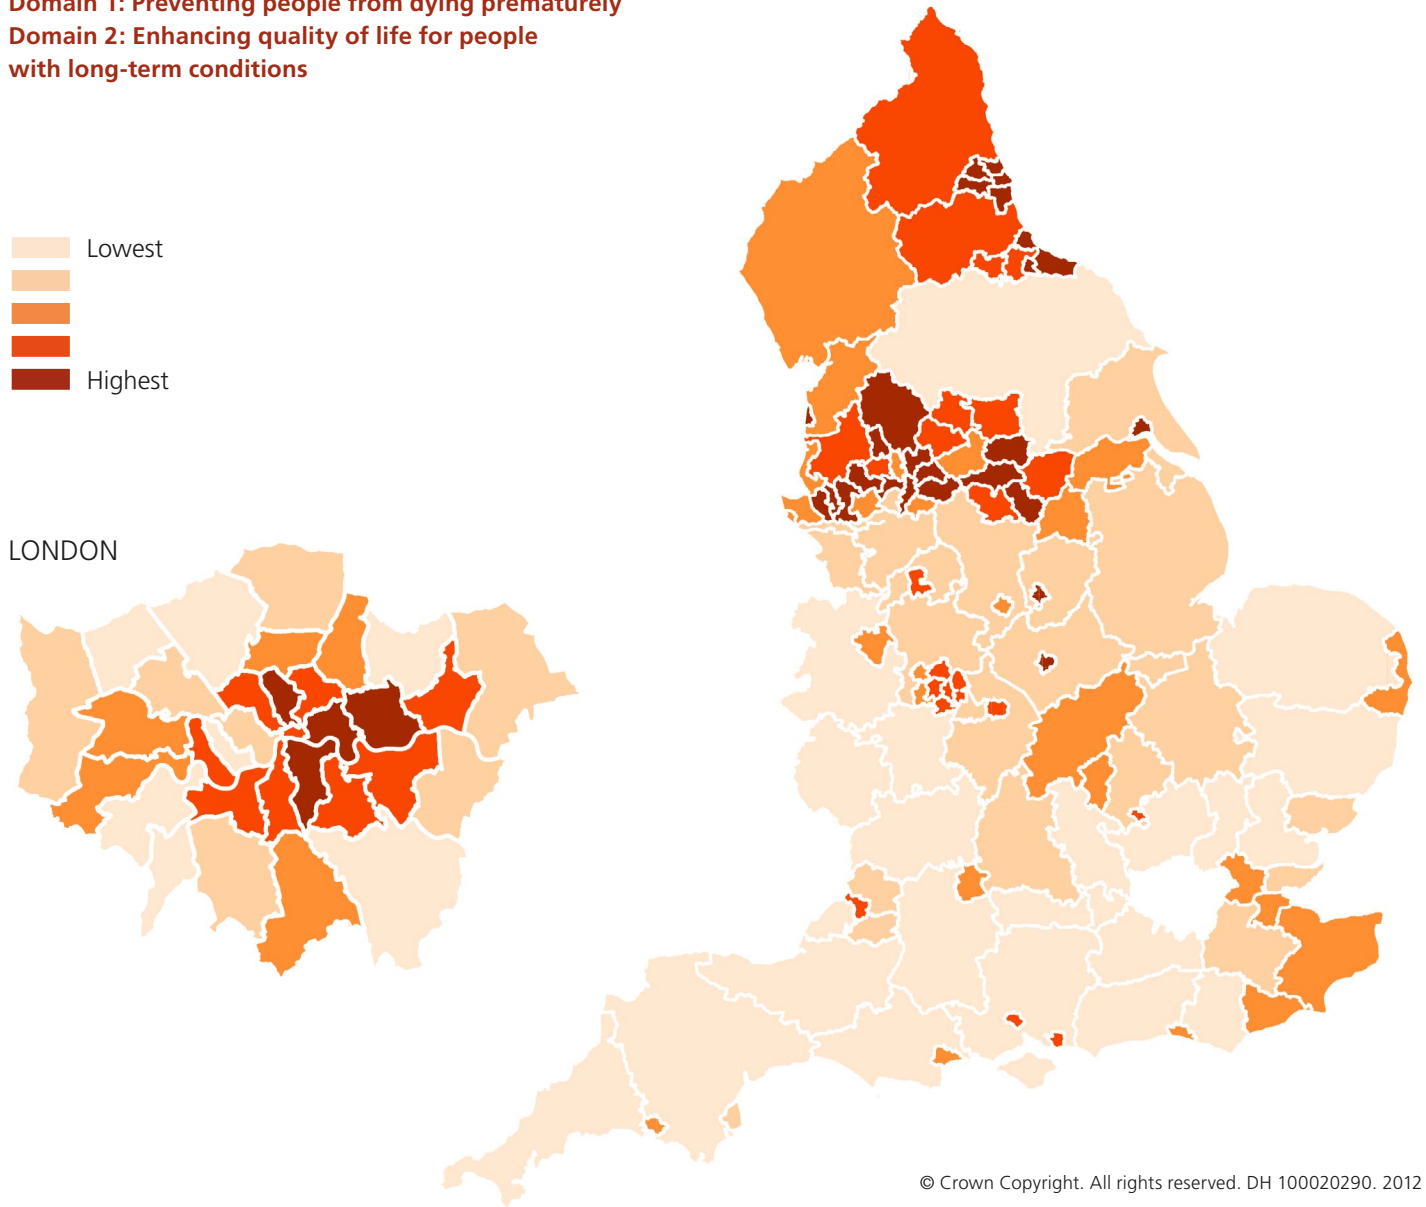 Domain 1: Preventing people from dying prematurely
Domain 2: Enhancing quality of life for people
with long-term conditions
Lowest
Highest
LONDON
© Crown Copyright. All rights reserved. DH 100020290. 2012